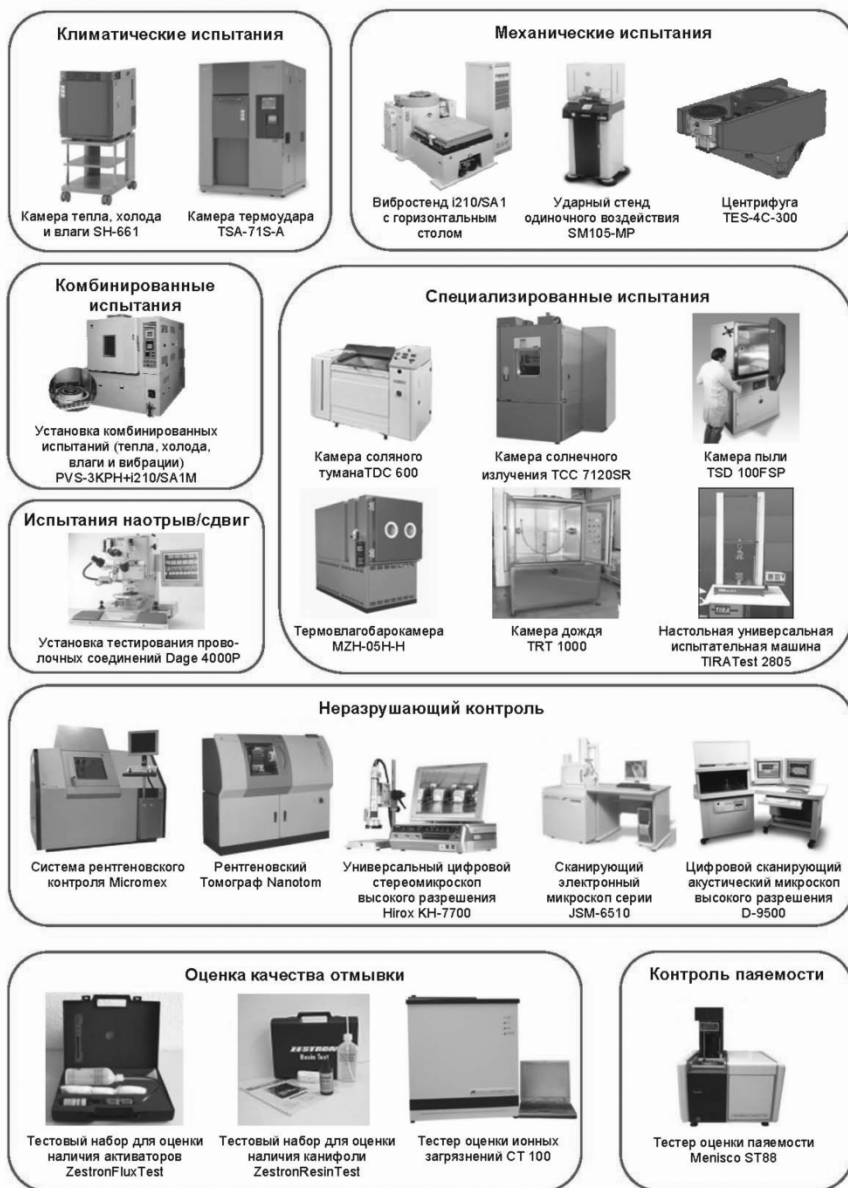 Климатические испытания
Камера тепла, холода
и влаги SH-661
Камера термоудара
TSA-71S-A
Механические испытания
Вибростенд i210/SA1
с горизонтальным
столом
Ударный стенд
одиночного воздействия
SM105-MP
Центрифуга
TES-4C-300
Комбинированные
испытания
Установка комбинированных
испытаний (тепла, холода,
влаги и вибрации)
PVS-3KPH+i210/SA1M
Специализированные испытания
Камера соляного
туманаTDC 600
Камера солнечного
излучения TCC 7120SR
Камера пыли
TSD 100FSP
Термовлагобарокамера
MZH-05H-H
Камера дождя
TRT 1000
TIRA
Настольная универсальная
испытательная машина
TIRATest 2805
Испытания наотрыв/сдвиг
Установка тестирования прово-
лочных соединений Dage 4000P
Неразрушающий контроль
Система рентгеновского
контроля Micromex
Рентгеновский
Томограф Nanotom
Универсальный цифровой
стереомикроскоп
высокого разрешения
Hirox KH-7700
Сканирующий
электронный
микроскоп серии
JSM-6510
Цифровой сканирующий
акустический микроскоп
высокого разрешения
D-9500
Оценка качества отмывки
Тестовый набор для оценки
наличия активаторов
ZestronFluxTest
ZESTRON
Resin Test
Тестовый набор для оценки
наличия канифоли
ZestronResinTest
Тестер оценки ионных
загрязнений CT 100
Контроль паяемости
Тестер оценки паяемости
Menisco ST88